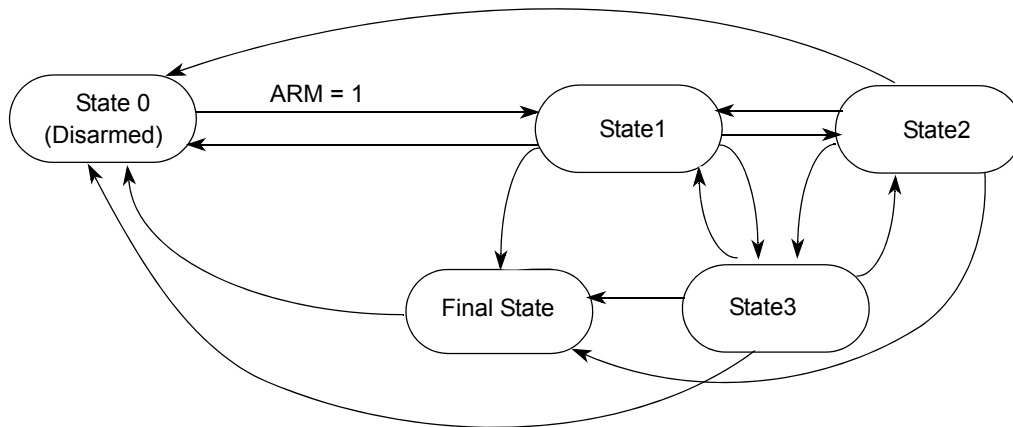 State 0
(Disarmed)
ARM = 1
State1
State2
Final State
State3